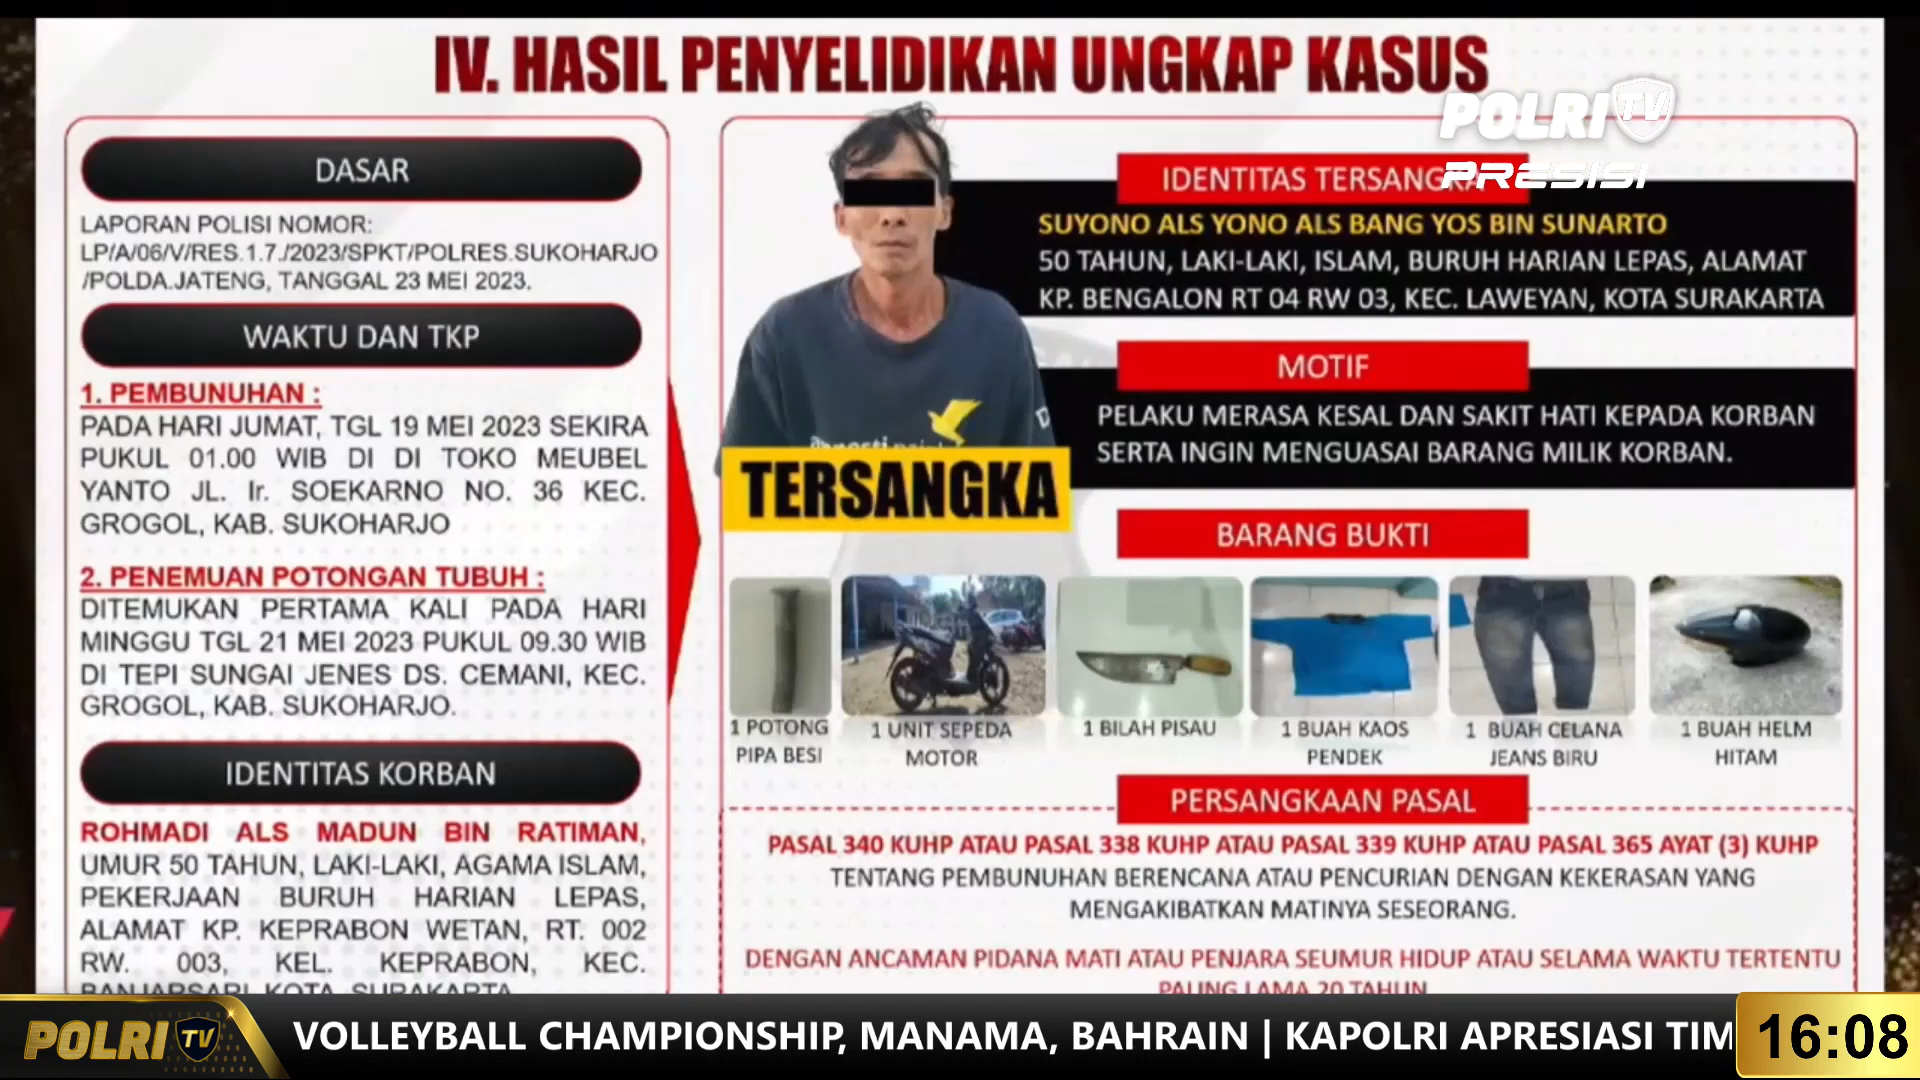 IV. HASIL PENYELIDIKAN UNGKAP KASUS
POLRI TV
PRESISI
DASAR
LAPORAN POLISI NOMOR:
LP/A/06/V/RES.1.7./2023/SPKT/POLRES.SUKOHARJO
/POLDA.JATENG, TANGGAL 23 MEI 2023.
WAKTU DAN TKP
1. PEMBUNUHAN :
PADA HARI JUMAT, TGL 19 MEI 2023 SEKIRA
PUKUL 01.00 WIB DI DI TOKO MEUBEL
YANTO JL. Ir. SOEKARNO NO. 36 KEC.
GROGOL, KAB. SUKOHARJO
2. PENEMUAN POTONGAN TUBUH :
DITEMUKAN PERTAMA KALI PADA HARI
MINGGU TGL 21 MEI 2023 PUKUL 09.30 WIB
DI TEPI SUNGAI JENES DS. CEMANI, KEC.
GROGOL, KAB. SUKOHARJO.
IDENTITAS KORBAN
ROHMADI ALS MADUN BIN RATIMAN,
UMUR 50 TAHUN, LAKI-LAKI, AGAMA ISLAM,
PEKERJAAN BURUH HARIAN LEPAS,
ALAMAT KP. KEPRABON WETAN, RT. 002
RW. 003, KEL. KEPRABON, KEC.
BANJARSARI, KOTA SURAKARTA
IDENTITAS TERSANGKA
SUYONO ALS YONO ALS BANG YOS BIN SUNARTO
50 TAHUN, LAKI-LAKI, ISLAM, BURUH HARIAN LEPAS, ALAMAT
KP. BENGALON RT 04 RW 03, KEC. LAWEYAN, KOTA SURAKARTA
MOTIF
PELAKU MERASA KESAL DAN SAKIT HATI KEPADA KORBAN
SERTA INGIN MENGUASAI BARANG MILIK KORBAN.
TERSANGKA
BARANG BUKTI
1 POTONG
PIPA BESI
1 UNIT SEPEDA
MOTOR
1 BILAH PISAU
1 BUAH KAOS
PENDEK
1 BUAH CELANA
JEANS BIRU
1 BUAH HELM
HITAM
PERSANGKAAN PASAL
PASAL 340 KUHP ATAU PASAL 338 KUHP ATAU PASAL 339 KUHP ATAU PASAL 365 AYAT (3) KUHP
TENTANG PEMBUNUHAN BERENCANA ATAU PENCURIAN DENGAN KEKERASAN YANG
MENGAKIBATKAN MATINYA SESEORANG.
DENGAN ANCAMAN PIDANA MATI ATAU PENJARA SEUMUR HIDUP ATAU SELAMA WAKTU TERTENTU
PALING LAMA 20 TAHUN
POLRI TV
VOLLEYBALL CHAMPIONSHIP, MANAMA, BAHRAIN | KAPOLRI APRESIASI TIM
16:08